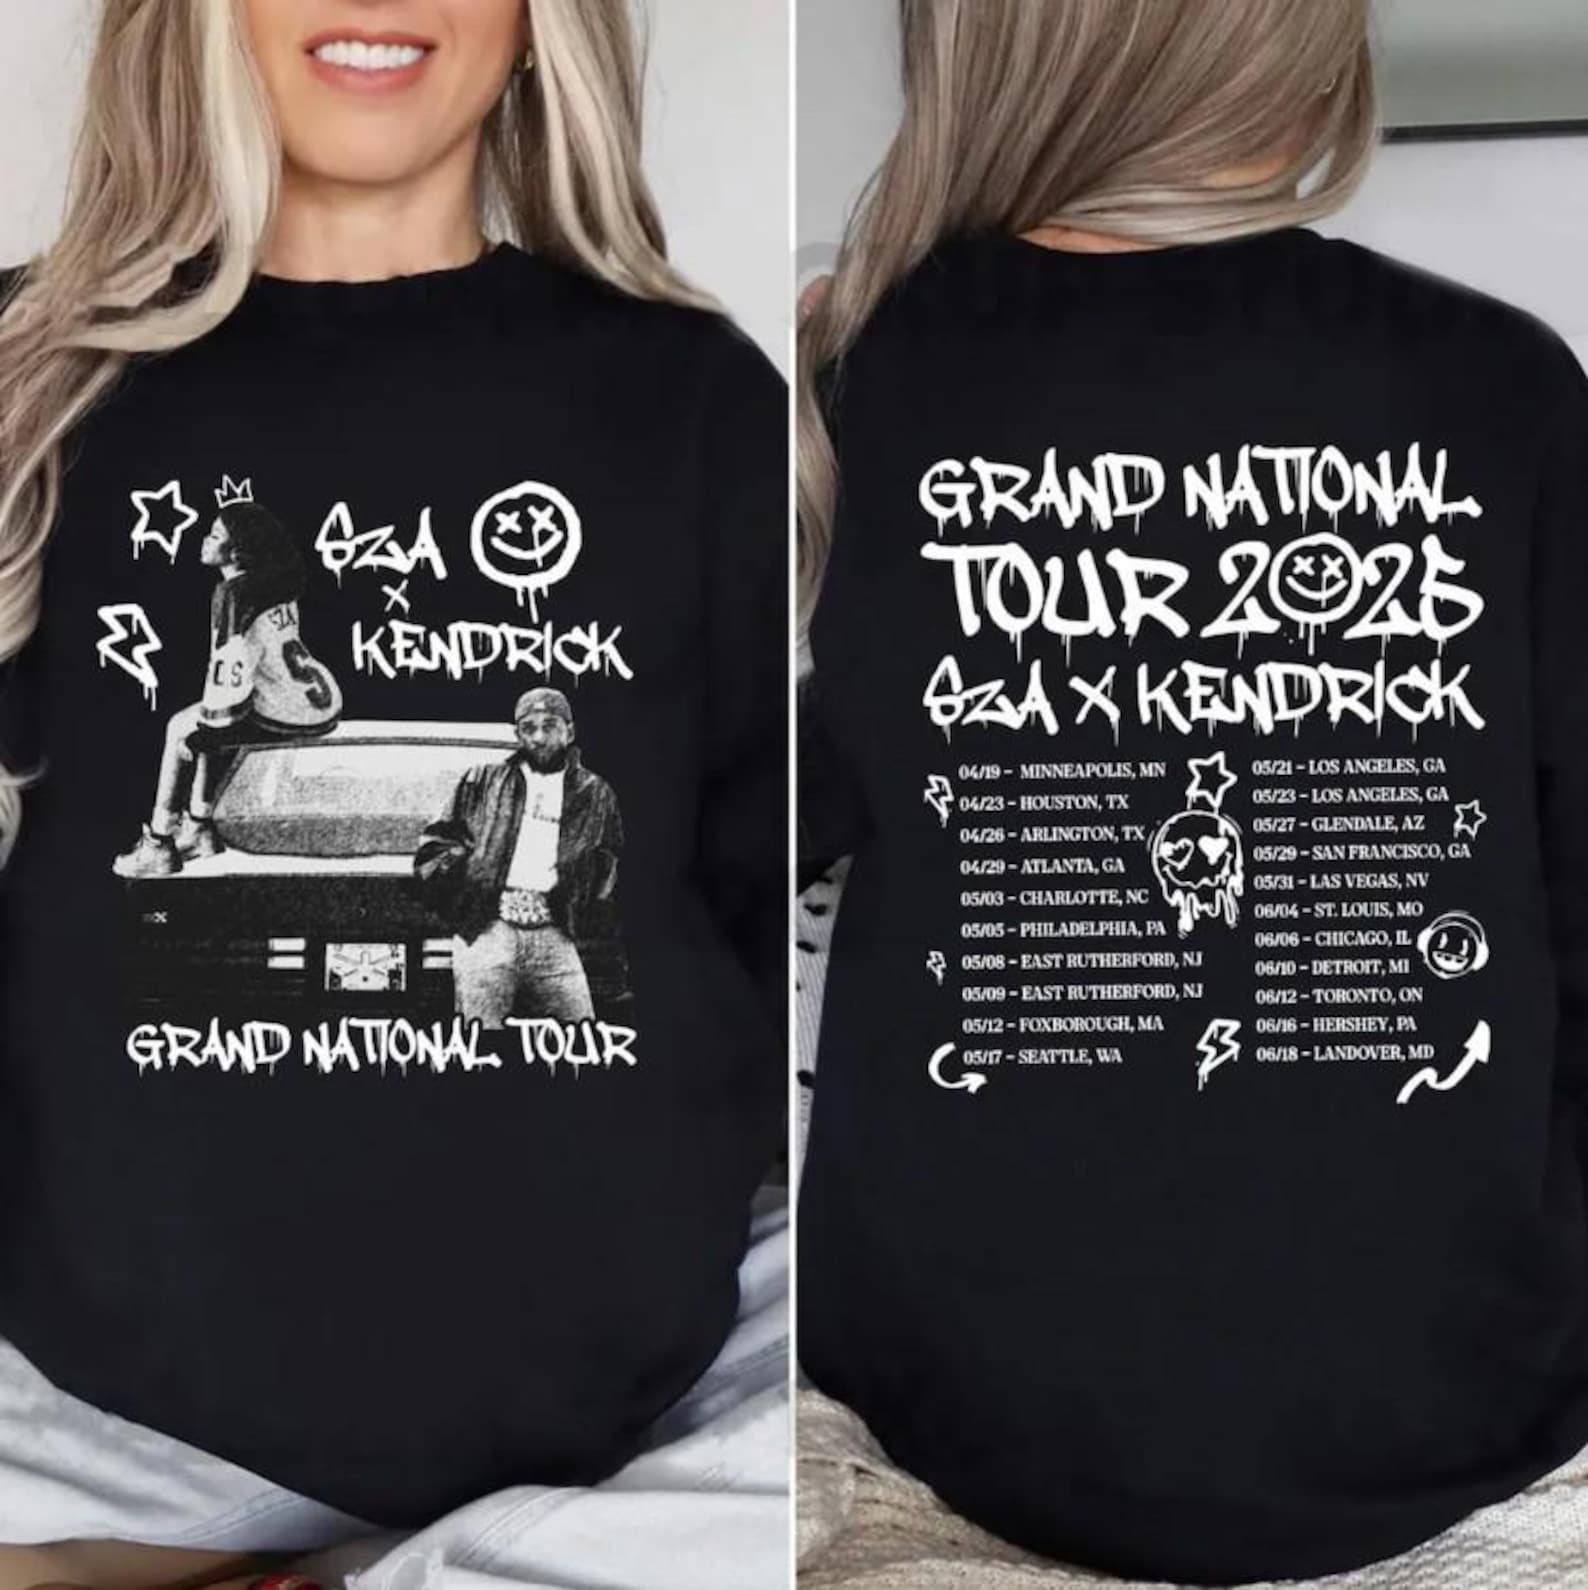 SZA
x
KENDRICK
SZA
GRAND NATIONAL TOUR
GRAND NATIONAL
TOUR 2025
SZA X KENDRICK
04/19 - MINNEAPOLIS, MN
04/23 - HOUSTON, TX
04/26 - ARLINGTON, TX
04/29 - ATLANTA, GA
05/03 - CHARLOTTE, NC
05/05 - PHILADELPHIA, PA
05/08 - EAST RUTHERFORD, NJ
05/09 - EAST RUTHERFORD, NJ
05/12 - FOXBOROUGH, MA
05/17 - SEATTLE, WA
05/21 - LOS ANGELES, GA
05/23 - LOS ANGELES, GA
05/27 - GLENDALE, AZ
05/29 - SAN FRANCISCO, GA
05/31 - LAS VEGAS, NV
06/04 - ST. LOUIS, MO
06/06 - CHICAGO, IL
06/10 - DETROIT, MI
06/12 - TORONTO, ON
06/16 - HERSHEY, PA
06/18 - LANDOVER, MD